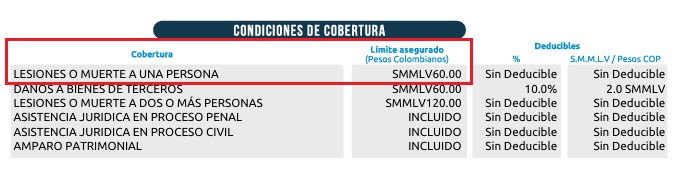 CONDICIONES DE COBERTURA
Cobertura Límite asegurado (Pesos Colombianos) Deducibles
% S.M.M.L.V / Pesos COP
LESIONES O MUERTE A UNA PERSONA SMMLV60.00 Sin Deducible Sin Deducible
DAÑOS A BIENES DE TERCEROS SMMLV60.00 10.0% 2.0 SMMLV
LESIONES O MUERTE A DOS O MÁS PERSONAS SMMLV120.00 Sin Deducible Sin Deducible
ASISTENCIA JURIDICA EN PROCESO PENAL INCLUIDO Sin Deducible Sin Deducible
ASISTENCIA JURIDICA EN PROCESO CIVIL INCLUIDO Sin Deducible Sin Deducible
AMPARO PATRIMONIAL INCLUIDO Sin Deducible Sin Deducible